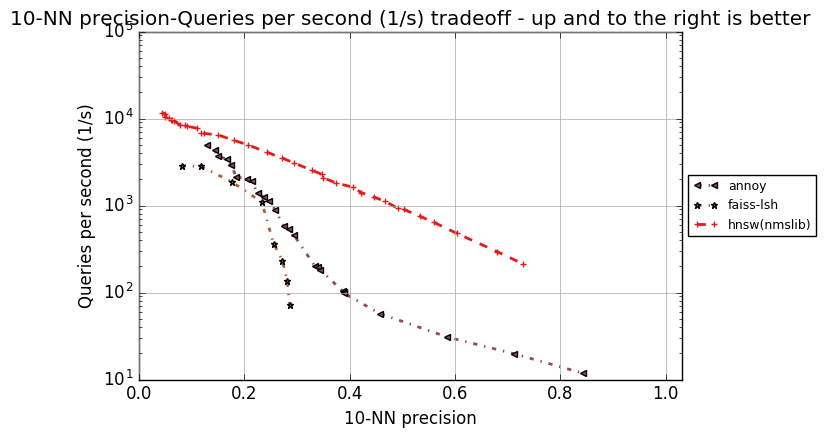 10-NN precision-Queries per second (1/s) tradeoff - up and to the right is better
10^5
10^4
10^3
10^2
10^1
Queries per second (1/s)
0.0 0.2 0.4 0.6 0.8 1.0
10-NN precision
annoy
faiss-lsh
hnsw(nmslib)